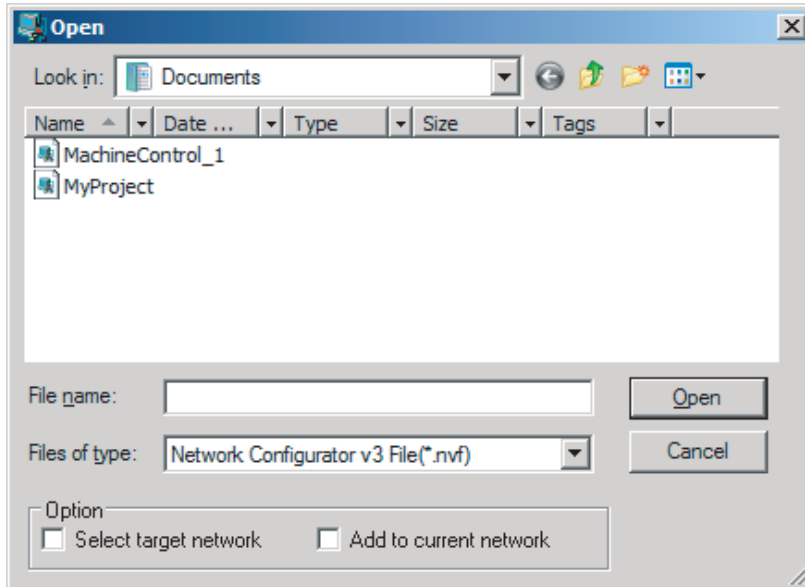 Open
Look in: Documents
Name Date ... Type Size Tags
MachineControl_1
MyProject
File name: Open
Files of type: Network Configurator v3 File(*.nvf) Cancel
Option
Select target network Add to current network